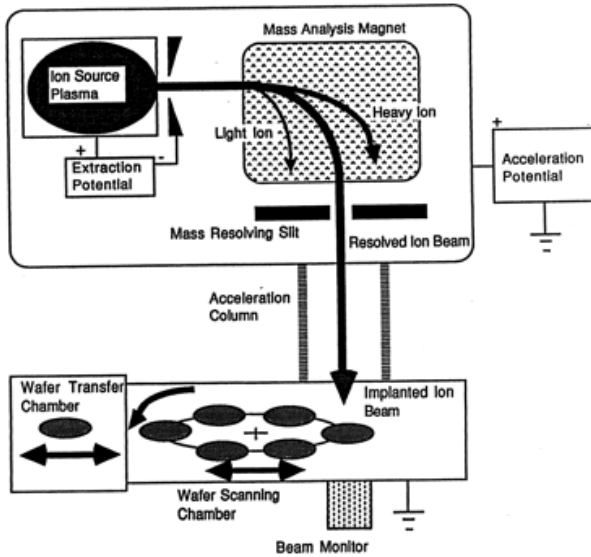 Mass Analysis Magnet
Ion Source
Plasma
Heavy Ion
Light Ion
+
-
Extraction
Potential
+
Acceleration
Potential
Mass Resolving Slit
Resolved Ion Beam
Acceleration
Column
Wafer Transfer
Chamber
Implanted Ion
Beam
Wafer Scanning
Chamber
Beam Monitor